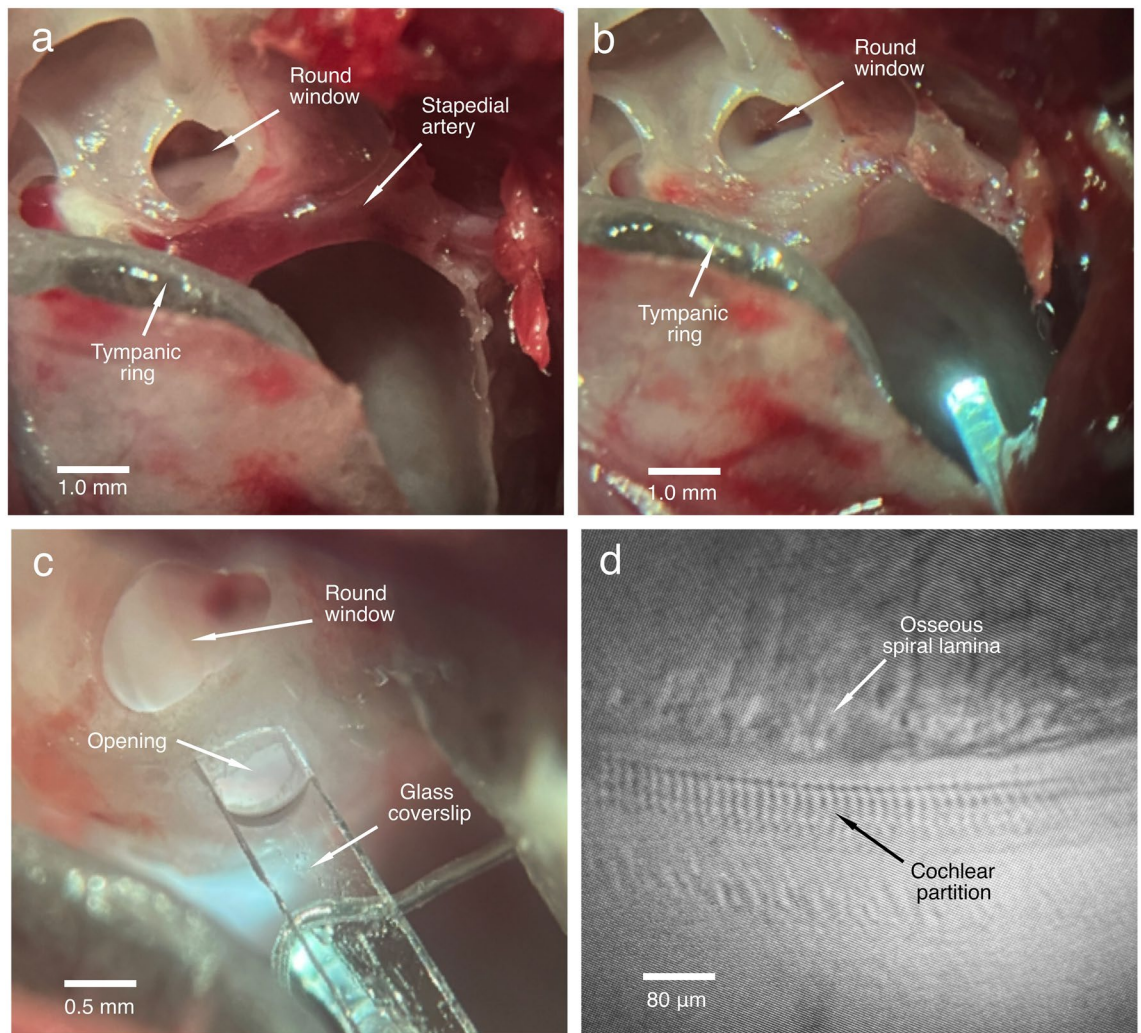 a
Round
window
Stapedial
artery
Tympanic
ring
1.0 mm
b
Round
window
Tympanic
ring
1.0 mm
c
Round
window
Opening
Glass
coverslip
0.5 mm
d
Osseous
spiral lamina
Cochlear
partition
80 µm